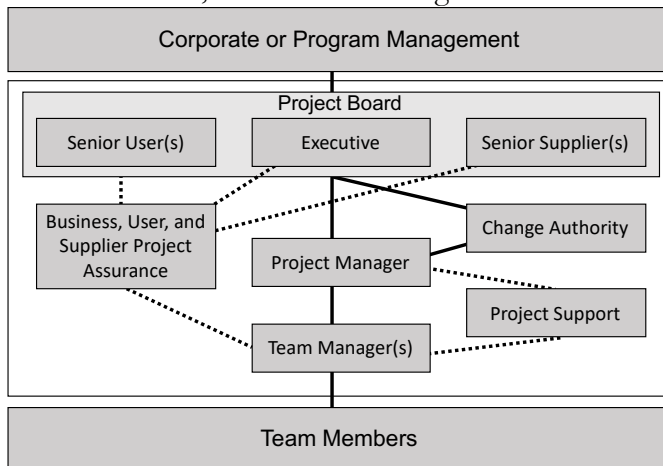 Corporate or Program Management
Project Board
Senior User(s)
Executive
Senior Supplier(s)
Business, User, and
Supplier Project
Assurance
Change Authority
Project Manager
Project Support
Team Manager(s)
Team Members